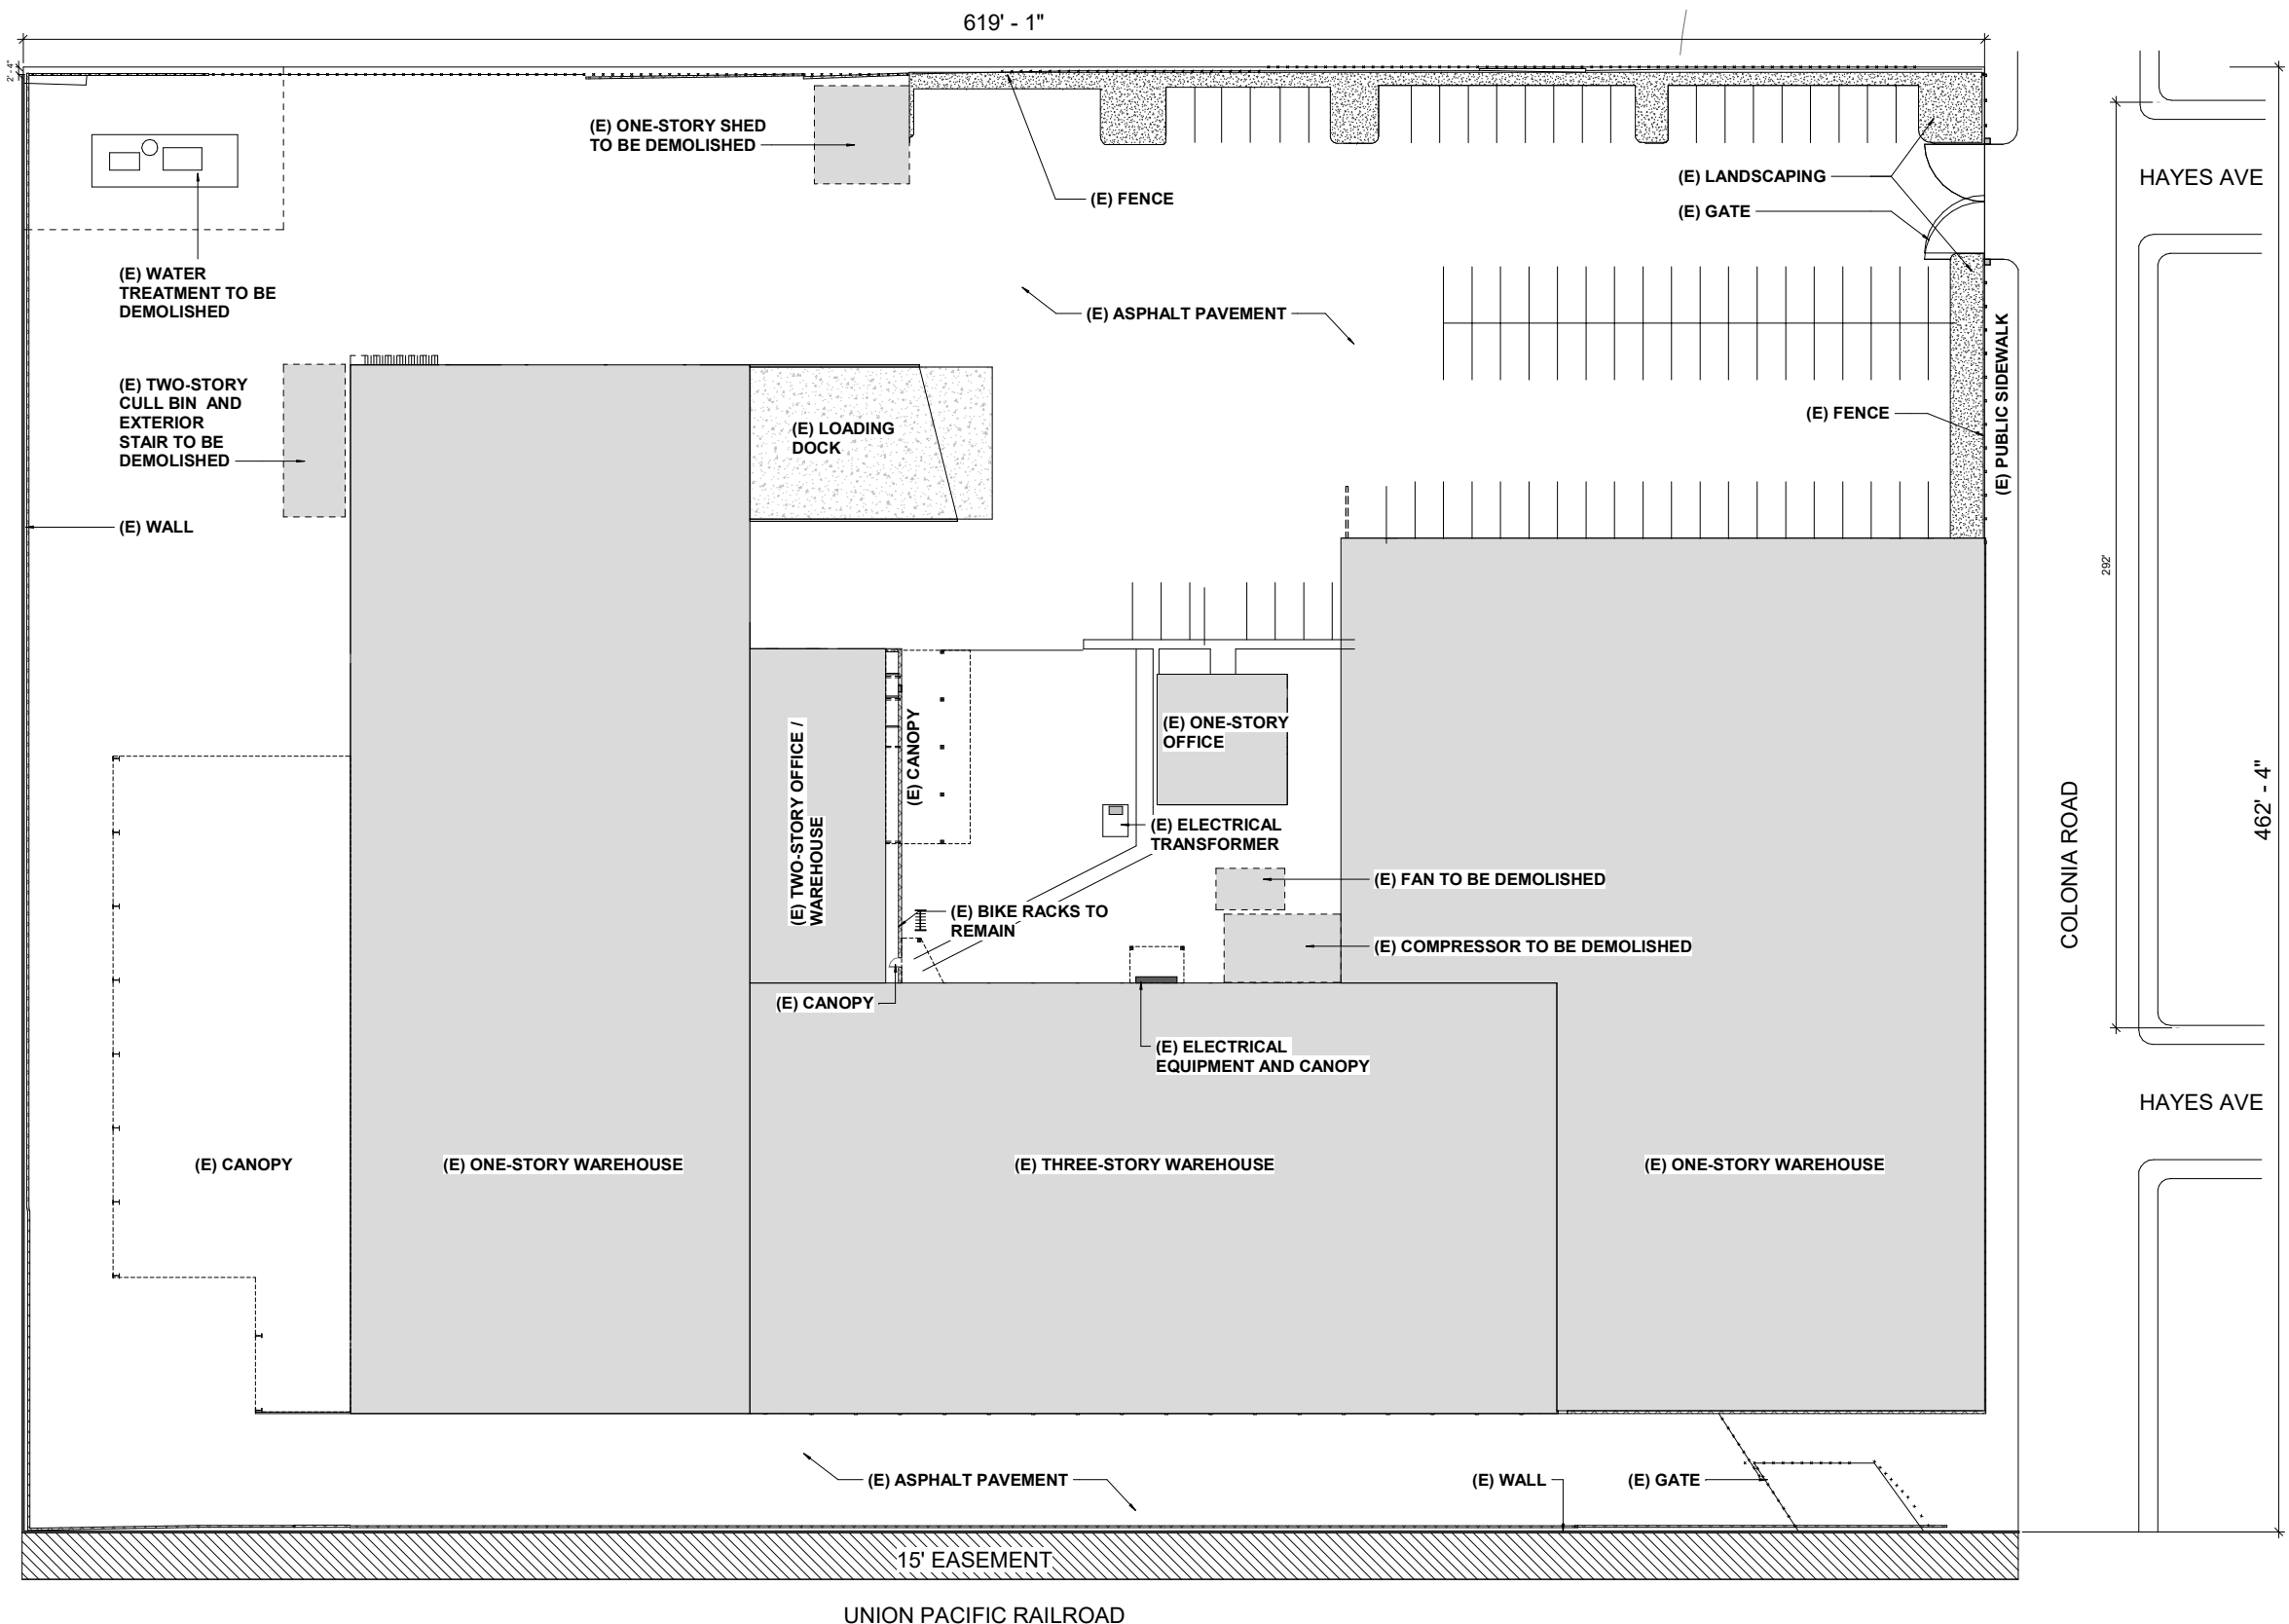 619' - 1"
2' - 4"
(E) ONE-STORY SHED
TO BE DEMOLISHED
(E) FENCE
(E) LANDSCAPING
(E) GATE
HAYES AVE
(E) WATER
TREATMENT TO BE
DEMOLISHED
(E) ASPHALT PAVEMENT
(E) PUBLIC SIDEWALK
(E) TWO-STORY
CULL BIN AND
EXTERIOR
STAIR TO BE
DEMOLISHED
(E) LOADING
DOCK
(E) FENCE
(E) WALL
292'
(E) TWO-STORY OFFICE /
WAREHOUSE
(E) CANOPY
(E) ONE-STORY
OFFICE
(E) ELECTRICAL
TRANSFORMER
COLONIA ROAD
462' - 4"
(E) FAN TO BE DEMOLISHED
(E) BIKE RACKS TO
REMAIN
(E) COMPRESSOR TO BE DEMOLISHED
(E) CANOPY
(E) ELECTRICAL
EQUIPMENT AND CANOPY
HAYES AVE
(E) CANOPY
(E) ONE-STORY WAREHOUSE
(E) THREE-STORY WAREHOUSE
(E) ONE-STORY WAREHOUSE
(E) ASPHALT PAVEMENT
(E) WALL
(E) GATE
15' EASEMENT
UNION PACIFIC RAILROAD